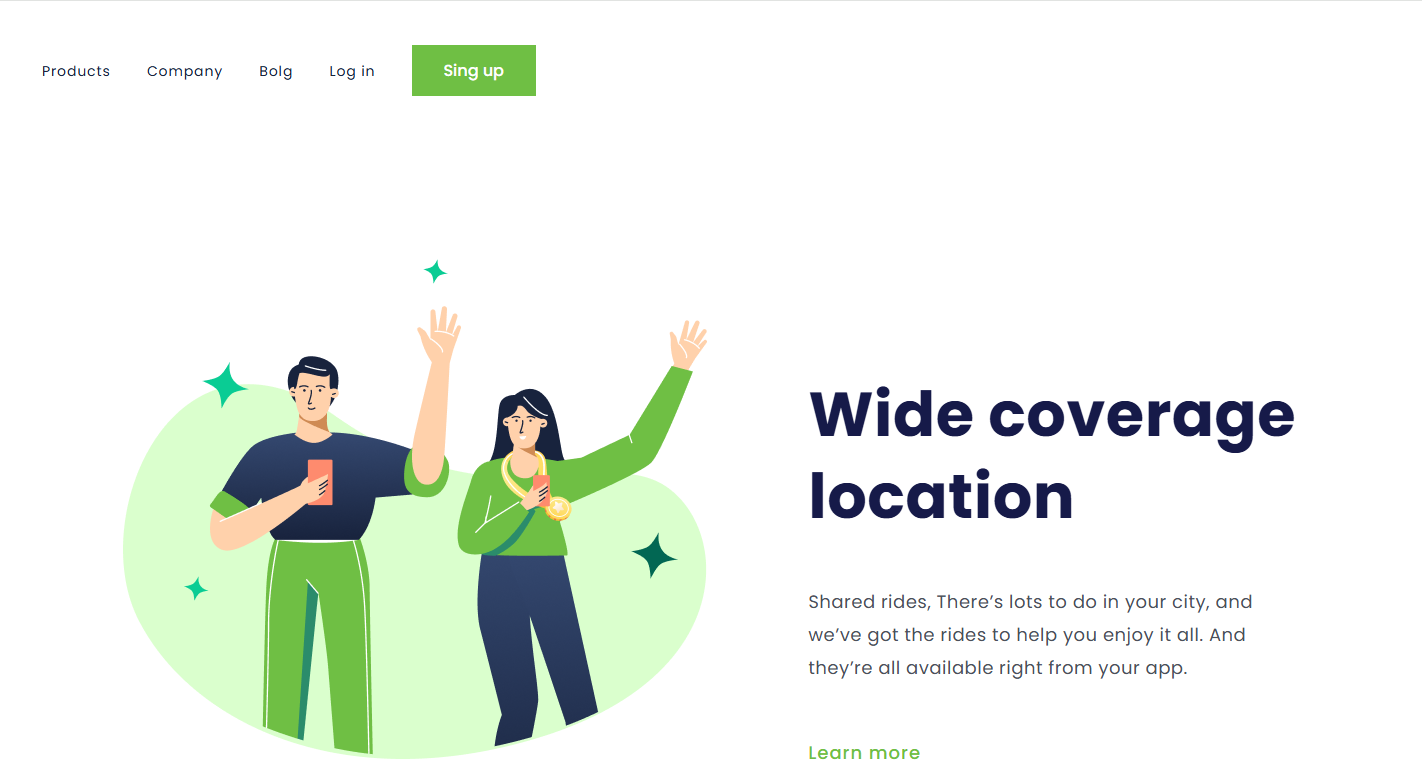 Products Company Bolg Log in Sing up
Wide coverage
location
Shared rides, There’s lots to do in your city, and
we’ve got the rides to help you enjoy it all. And
they’re all available right from your app.
Learn more